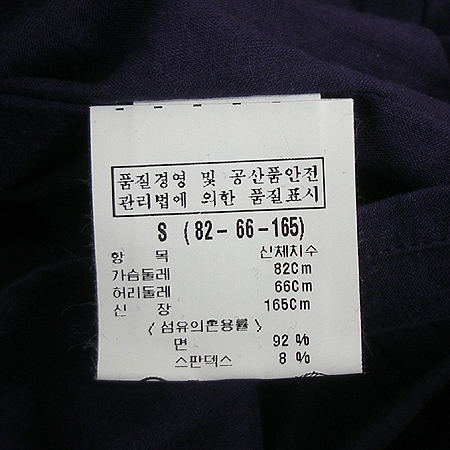 품질경영 및 공산품안전
관리법에 의한 품질표시
S (82-66-165)
항 목 신체치수
가슴둘레 82Cm
허리둘레 66Cm
신 장 165Cm
〈섬유의혼용률〉
면 92 %
스판덱스 8 %